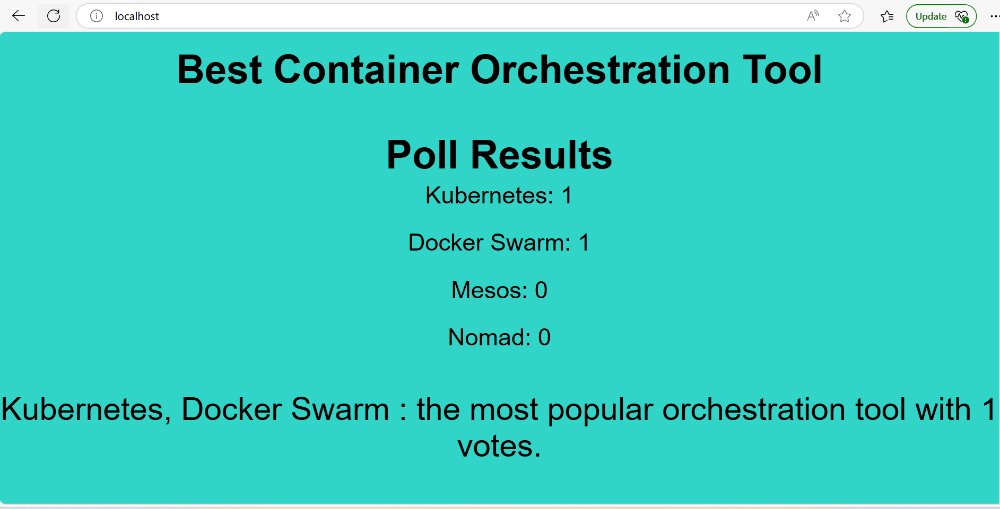 localhost
Update
Best Container Orchestration Tool
Poll Results
Kubernetes: 1
Docker Swarm: 1
Mesos: 0
Nomad: 0
Kubernetes, Docker Swarm : the most popular orchestration tool with 1
votes.